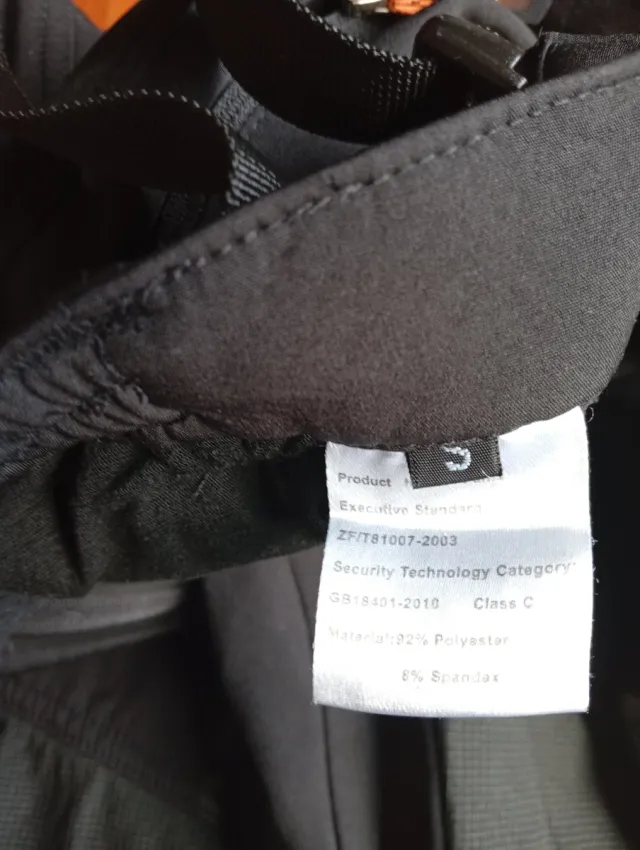 S
Product
Executive Standard
ZF/T81007-2003
Security Technology Category:
GB18401-2010 Class C
Material:92% Polyester
8% Spandex